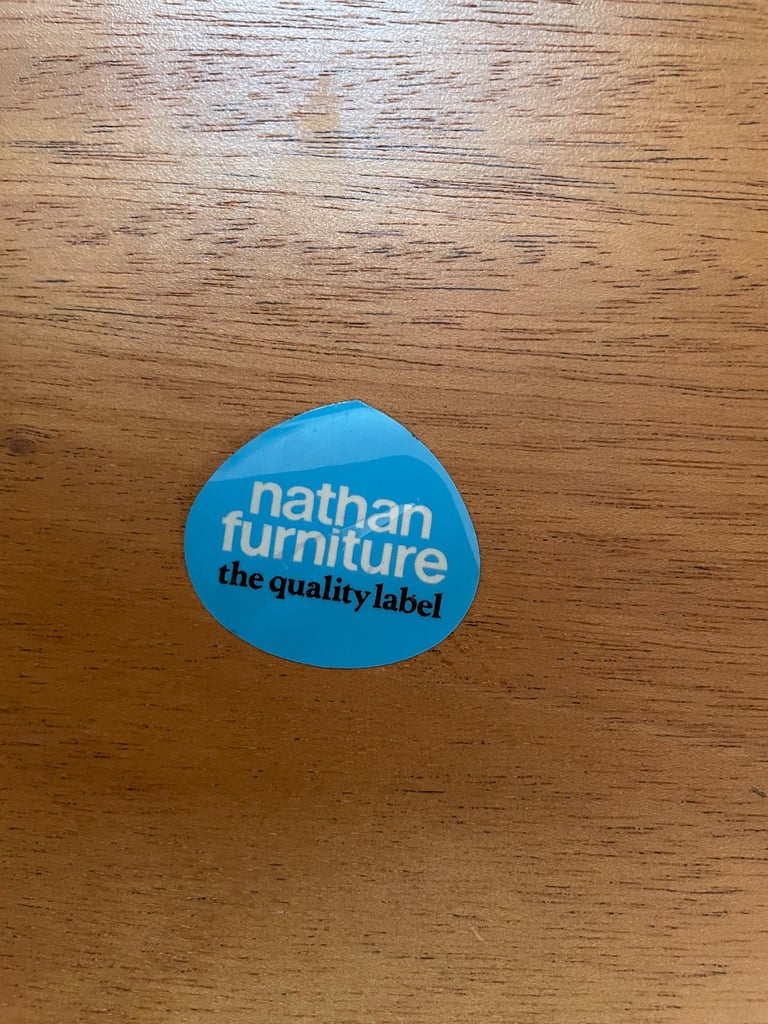 nathan
furniture
the quality label